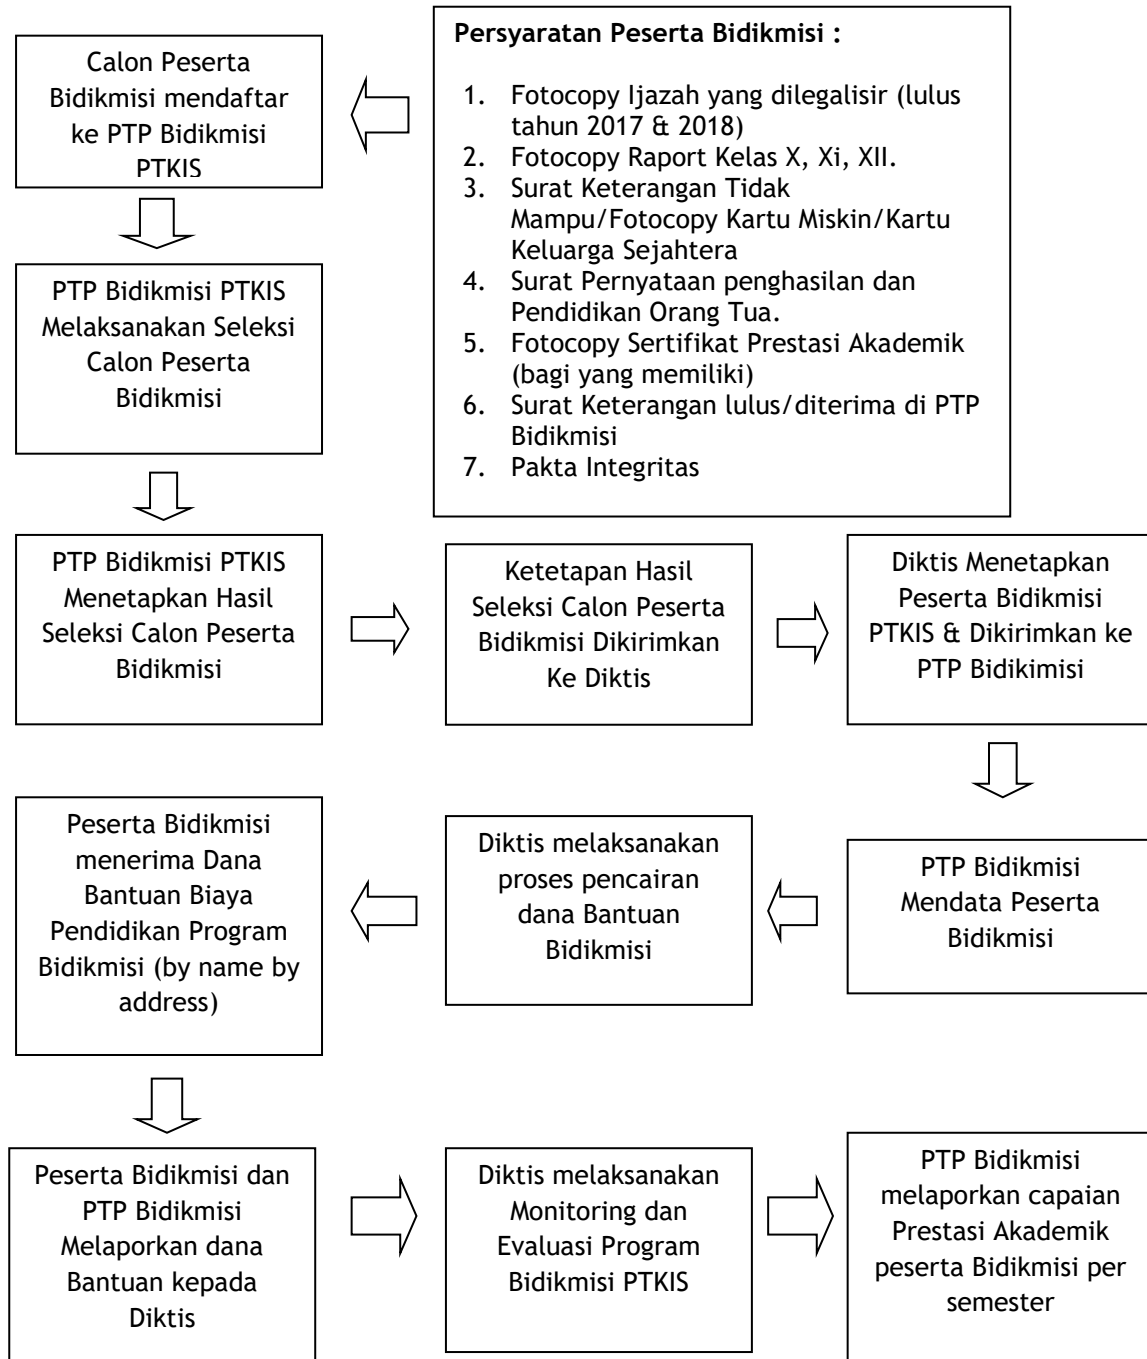 Calon Peserta
Bidikmisi mendaftar
ke PTP Bidikmisi
PTKIS
Persyaratan Peserta Bidikmisi :
1. Fotocopy Ijazah yang dilegalisir (lulus
tahun 2017 & 2018)
2. Fotocopy Raport Kelas X, Xi, XII.
3. Surat Keterangan Tidak
Mampu/Fotocopy Kartu Miskin/Kartu
Keluarga Sejahtera
4. Surat Pernyataan penghasilan dan
Pendidikan Orang Tua.
5. Fotocopy Sertifikat Prestasi Akademik
(bagi yang memiliki)
6. Surat Keterangan lulus/diterima di PTP
Bidikmisi
7. Pakta Integritas
PTP Bidikmisi PTKIS
Melaksanakan Seleksi
Calon Peserta
Bidikmisi
PTP Bidikmisi PTKIS
Menetapkan Hasil
Seleksi Calon Peserta
Bidikmisi
Ketetapan Hasil
Seleksi Calon Peserta
Bidikmisi Dikirimkan
Ke Diktis
Diktis Menetapkan
Peserta Bidikmisi
PTKIS & Dikirimkan ke
PTP Bidikimisi
PTP Bidikmisi
Mendata Peserta
Bidikmisi
Diktis melaksanakan
proses pencairan
dana Bantuan
Bidikmisi
Peserta Bidikmisi
menerima Dana
Bantuan Biaya
Pendidikan Program
Bidikmisi (by name by
address)
Peserta Bidikmisi dan
PTP Bidikmisi
Melaporkan dana
Bantuan kepada
Diktis
Diktis melaksanakan
Monitoring dan
Evaluasi Program
Bidikmisi PTKIS
PTP Bidikmisi
melaporkan capaian
Prestasi Akademik
peserta Bidikmisi per
semester